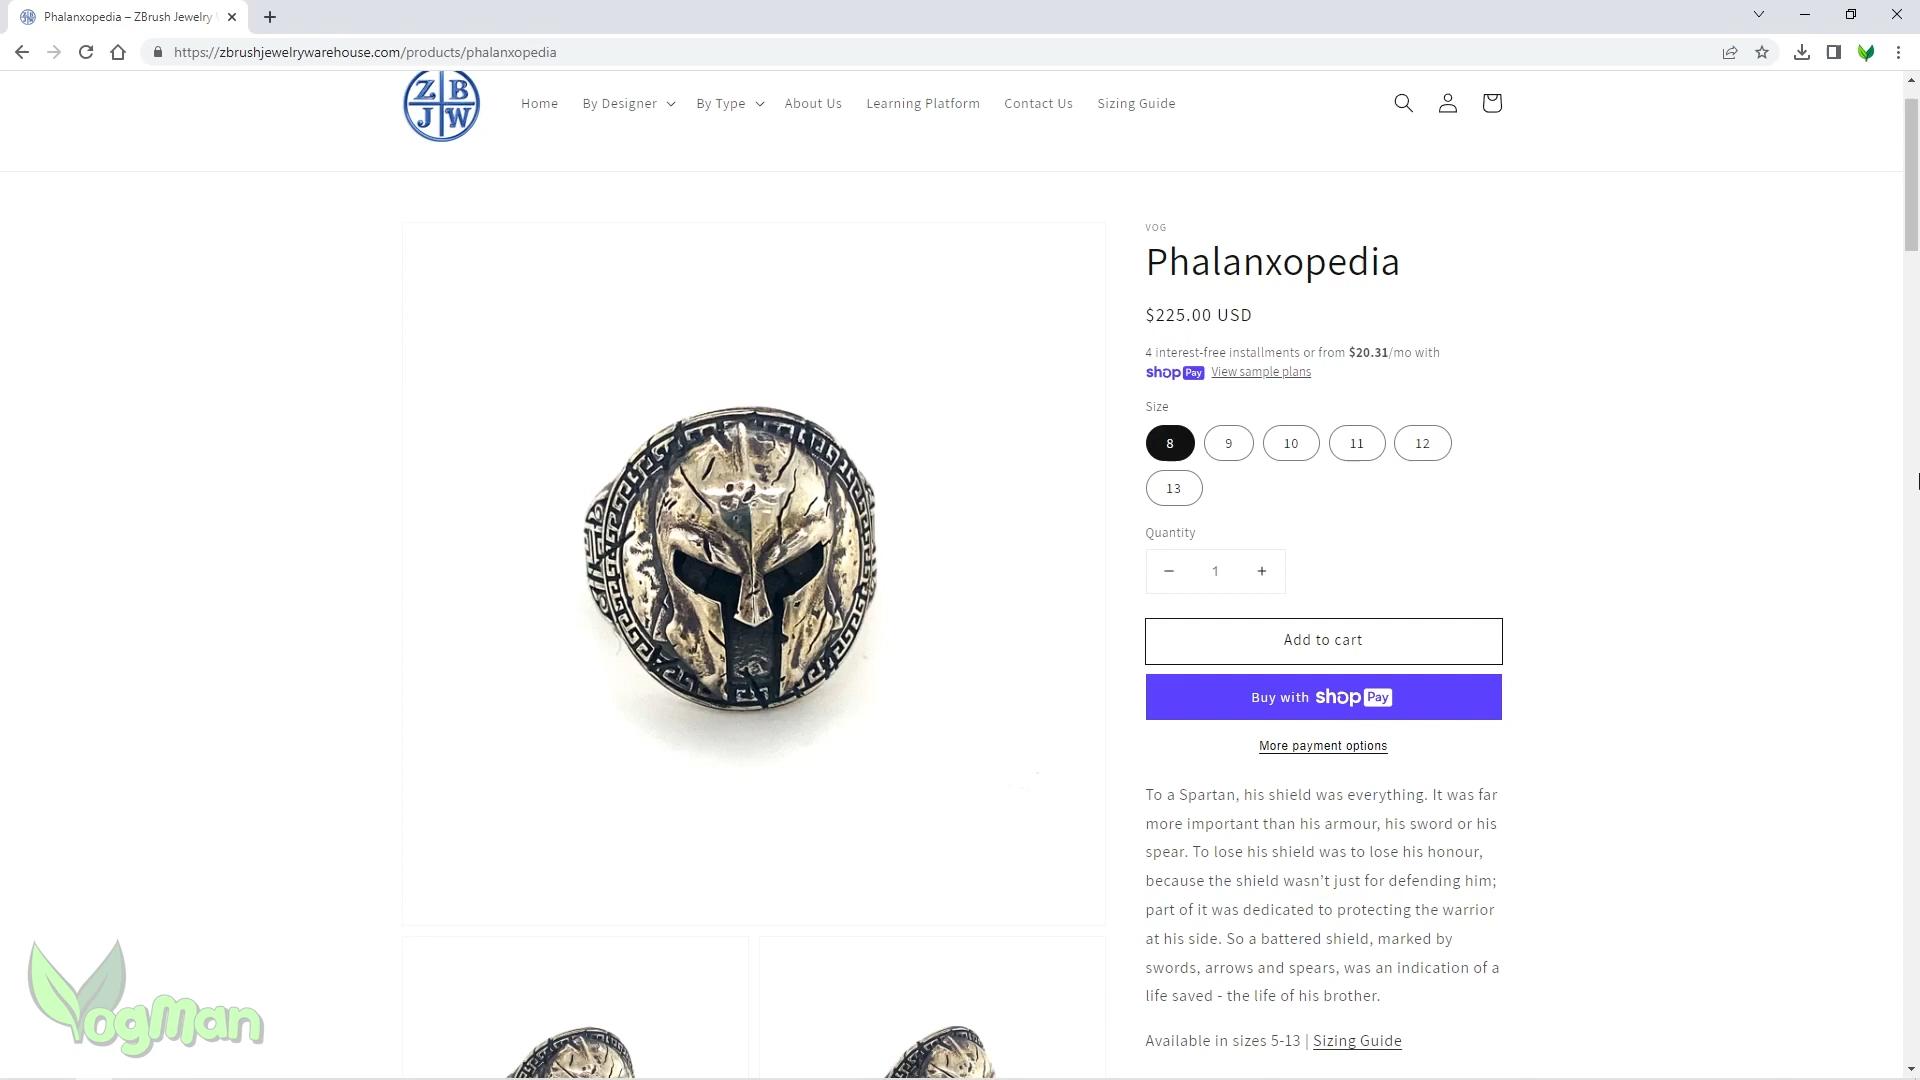 Phalanxopedia – ZBrush Jewelry
https://zbrushjewelrywarehouse.com/products/phalanxopedia
Z B J W
Home By Designer By Type About Us Learning Platform Contact Us Sizing Guide
VOG
Phalanxopedia
$225.00 USD
4 interest-free installments or from $20.31/mo with
shop Pay View sample plans
Size
8 9 10 11 12
13
Quantity
− 1 +
Add to cart
Buy with shop Pay
More payment options
To a Spartan, his shield was everything. It was far
more important than his armour, his sword or his
spear. To lose his shield was to lose his honour,
because the shield wasn’t just for defending him;
part of it was dedicated to protecting the warrior
at his side. So a battered shield, marked by
swords, arrows and spears, was an indication of a
life saved - the life of his brother.
Available in sizes 5-13 | Sizing Guide
VogMan